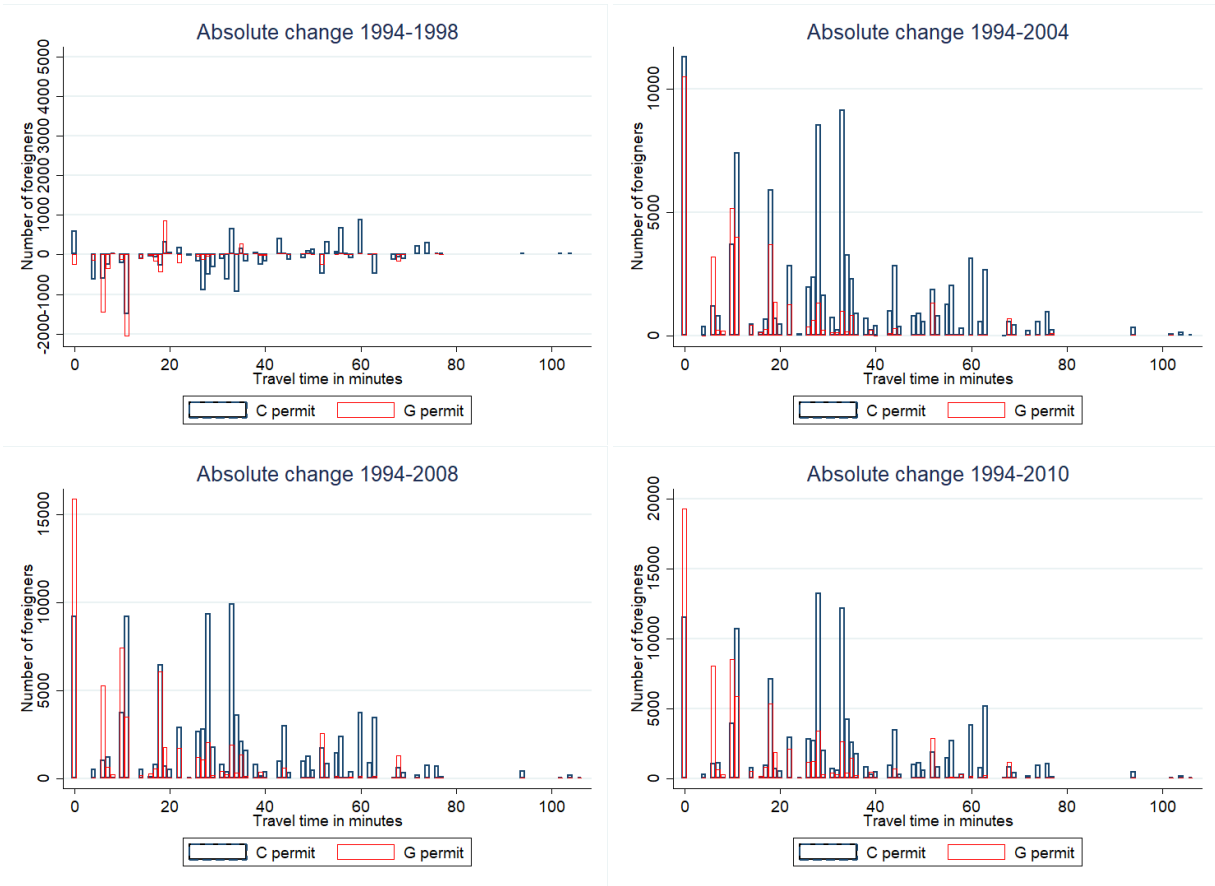 Absolute change 1994-1998
Number of foreigners
5000
4000
3000
2000
1000
0
-1000
-2000
0 20 40 60 80 100
Travel time in minutes
C permit G permit
Absolute change 1994-2004
Number of foreigners
10000
5000
0
0 20 40 60 80 100
Travel time in minutes
C permit G permit
Absolute change 1994-2008
Number of foreigners
15000
10000
5000
0
0 20 40 60 80 100
Travel time in minutes
C permit G permit
Absolute change 1994-2010
Number of foreigners
20000
15000
10000
5000
0
0 20 40 60 80 100
Travel time in minutes
C permit G permit